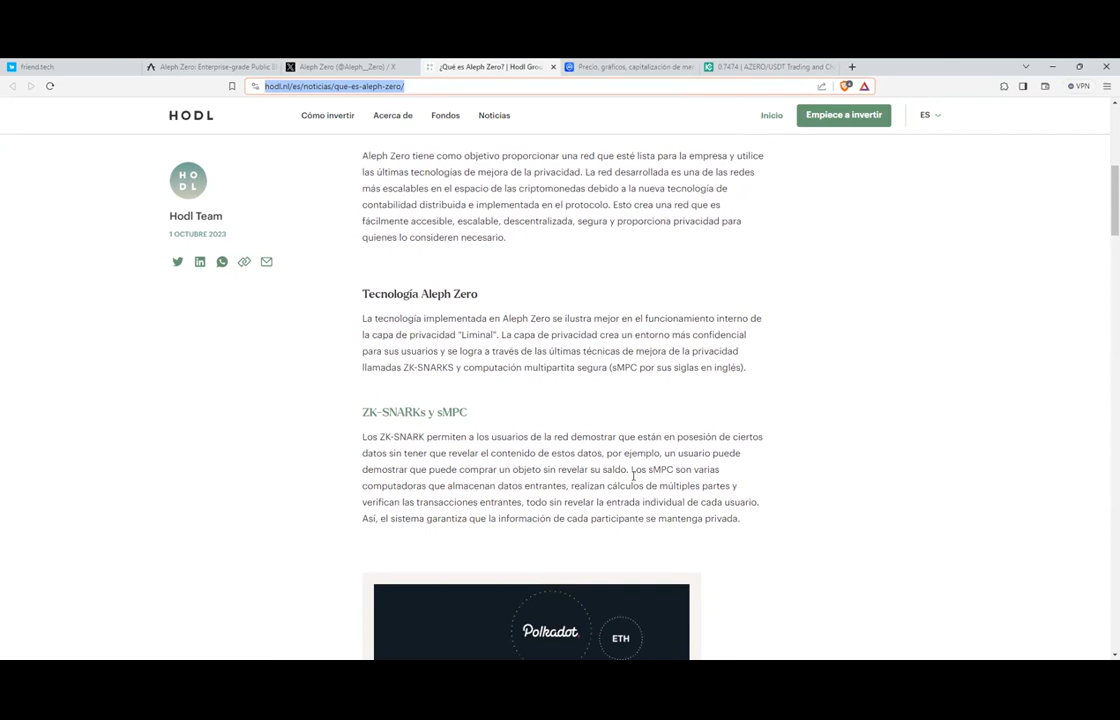 friend.tech
Aleph Zero: Enterprise-grade Public B
Aleph Zero (@Aleph__Zero) / X
¿Qué es Aleph Zero? | Hodl Grou
Precio, gráficos, capitalización de mer
0.7474 | AZERO/USDT Trading and Ch
hodl.nl/es/noticias/que-es-aleph-zero/
VPN
HODL
Cómo invertir
Acerca de
Fondos
Noticias
Inicio
Empiece a invertir
ES
HO
DL
Hodl Team
1 OCTUBRE 2023
Aleph Zero tiene como objetivo proporcionar una red que esté lista para la empresa y utilice
las últimas tecnologías de mejora de la privacidad. La red desarrollada es una de las redes
más escalables en el espacio de las criptomonedas debido a la nueva tecnología de
contabilidad distribuida e implementada en el protocolo. Esto crea una red que es
fácilmente accesible, escalable, descentralizada, segura y proporciona privacidad para
quienes lo consideren necesario.
Tecnología Aleph Zero
La tecnología implementada en Aleph Zero se ilustra mejor en el funcionamiento interno de
la capa de privacidad “Liminal”. La capa de privacidad crea un entorno más confidencial
para sus usuarios y se logra a través de las últimas técnicas de mejora de la privacidad
llamadas ZK-SNARKS y computación multipartita segura (sMPC por sus siglas en inglés).
ZK-SNARKs y sMPC
Los ZK-SNARK permiten a los usuarios de la red demostrar que están en posesión de ciertos
datos sin tener que revelar el contenido de estos datos, por ejemplo, un usuario puede
demostrar que puede comprar un objeto sin revelar su saldo. Los sMPC son varias
computadoras que almacenan datos entrantes, realizan cálculos de múltiples partes y
verifican las transacciones entrantes, todo sin revelar la entrada individual de cada usuario.
Así, el sistema garantiza que la información de cada participante se mantenga privada.
Polkadot.
ETH